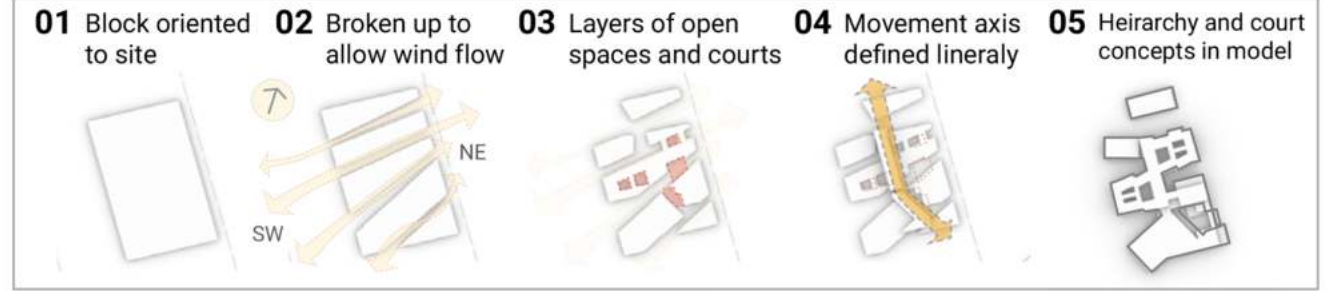 01 Block oriented
to site
02 Broken up to
allow wind flow
NE
SW
03 Layers of open
spaces and courts
04 Movement axis
defined lineraly
05 Heirarchy and court
concepts in model